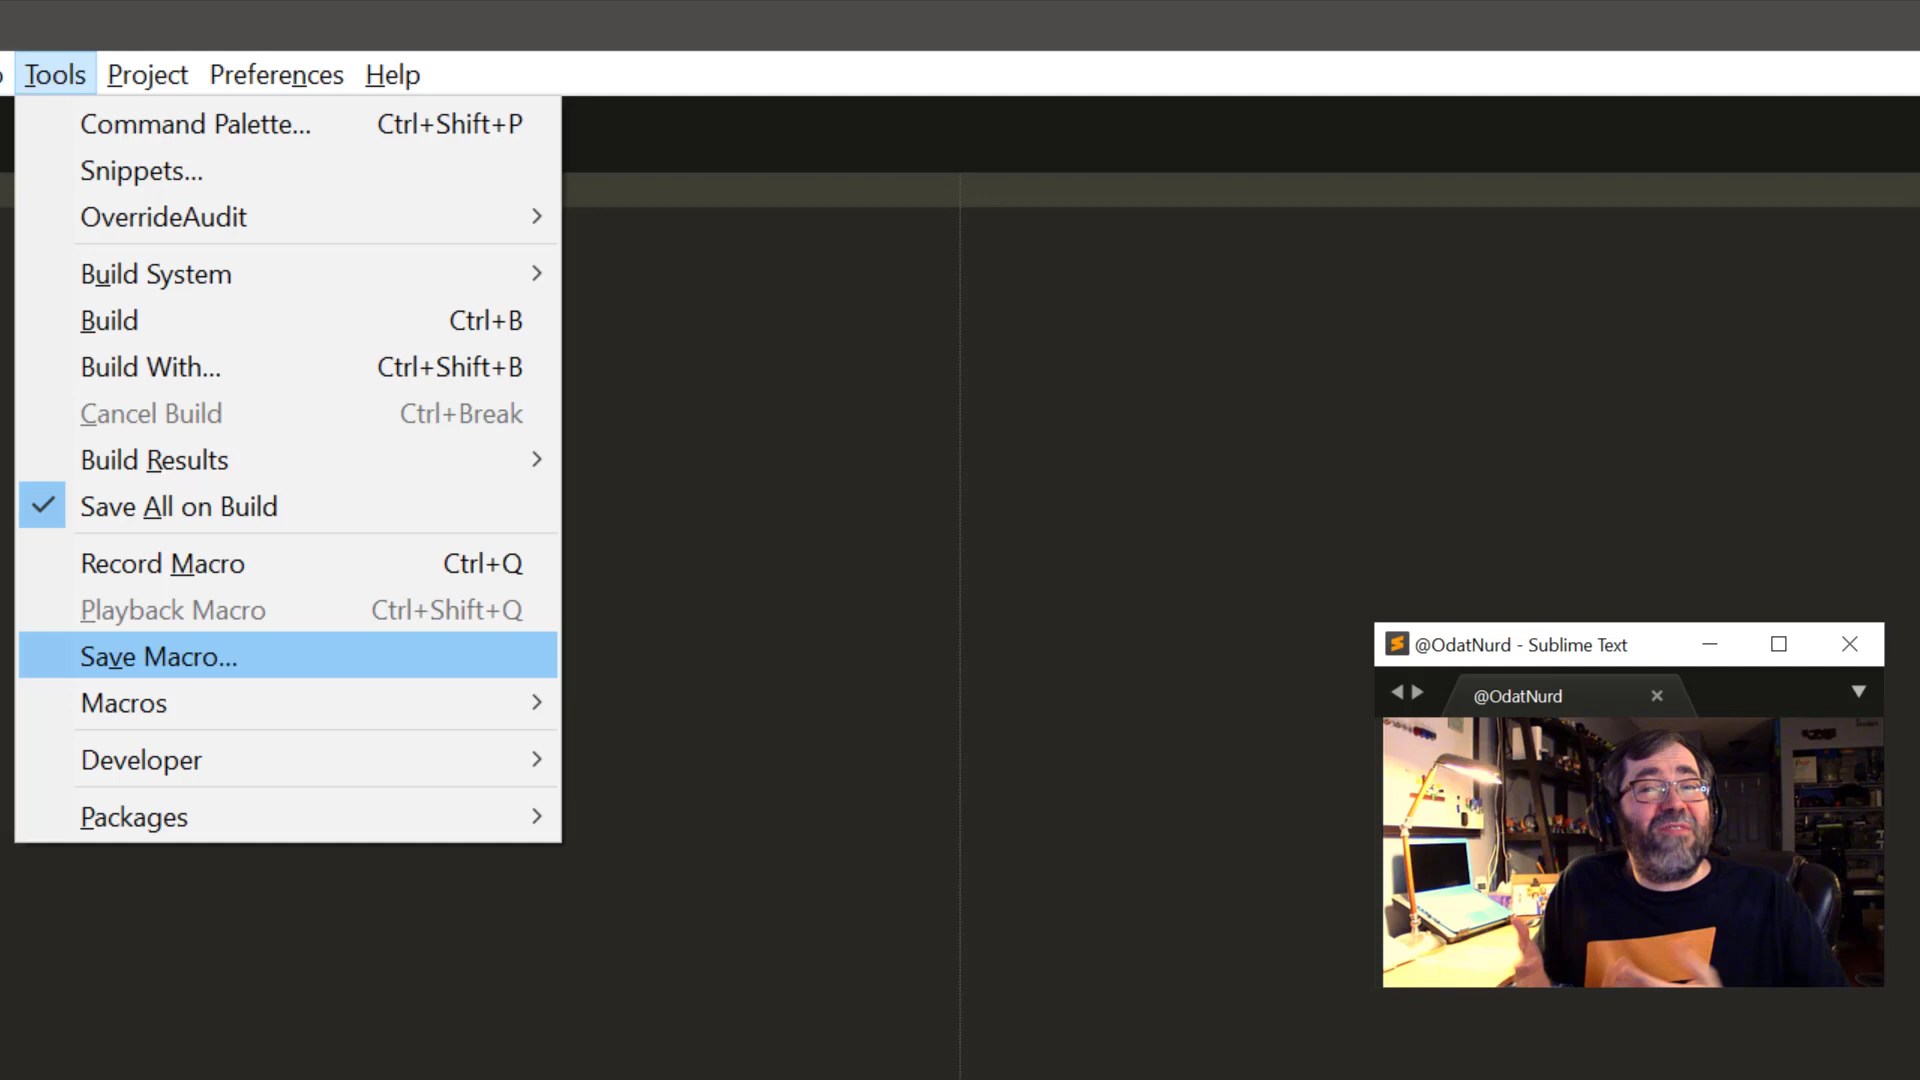 Tools Project Preferences Help
Command Palette... Ctrl+Shift+P
Snippets...
OverrideAudit
Build System
Build Ctrl+B
Build With... Ctrl+Shift+B
Cancel Build Ctrl+Break
Build Results
Save All on Build
Record Macro Ctrl+Q
Playback Macro Ctrl+Shift+Q
Save Macro...
Macros
Developer
Packages
@OdatNurd - Sublime Text
@OdatNurd